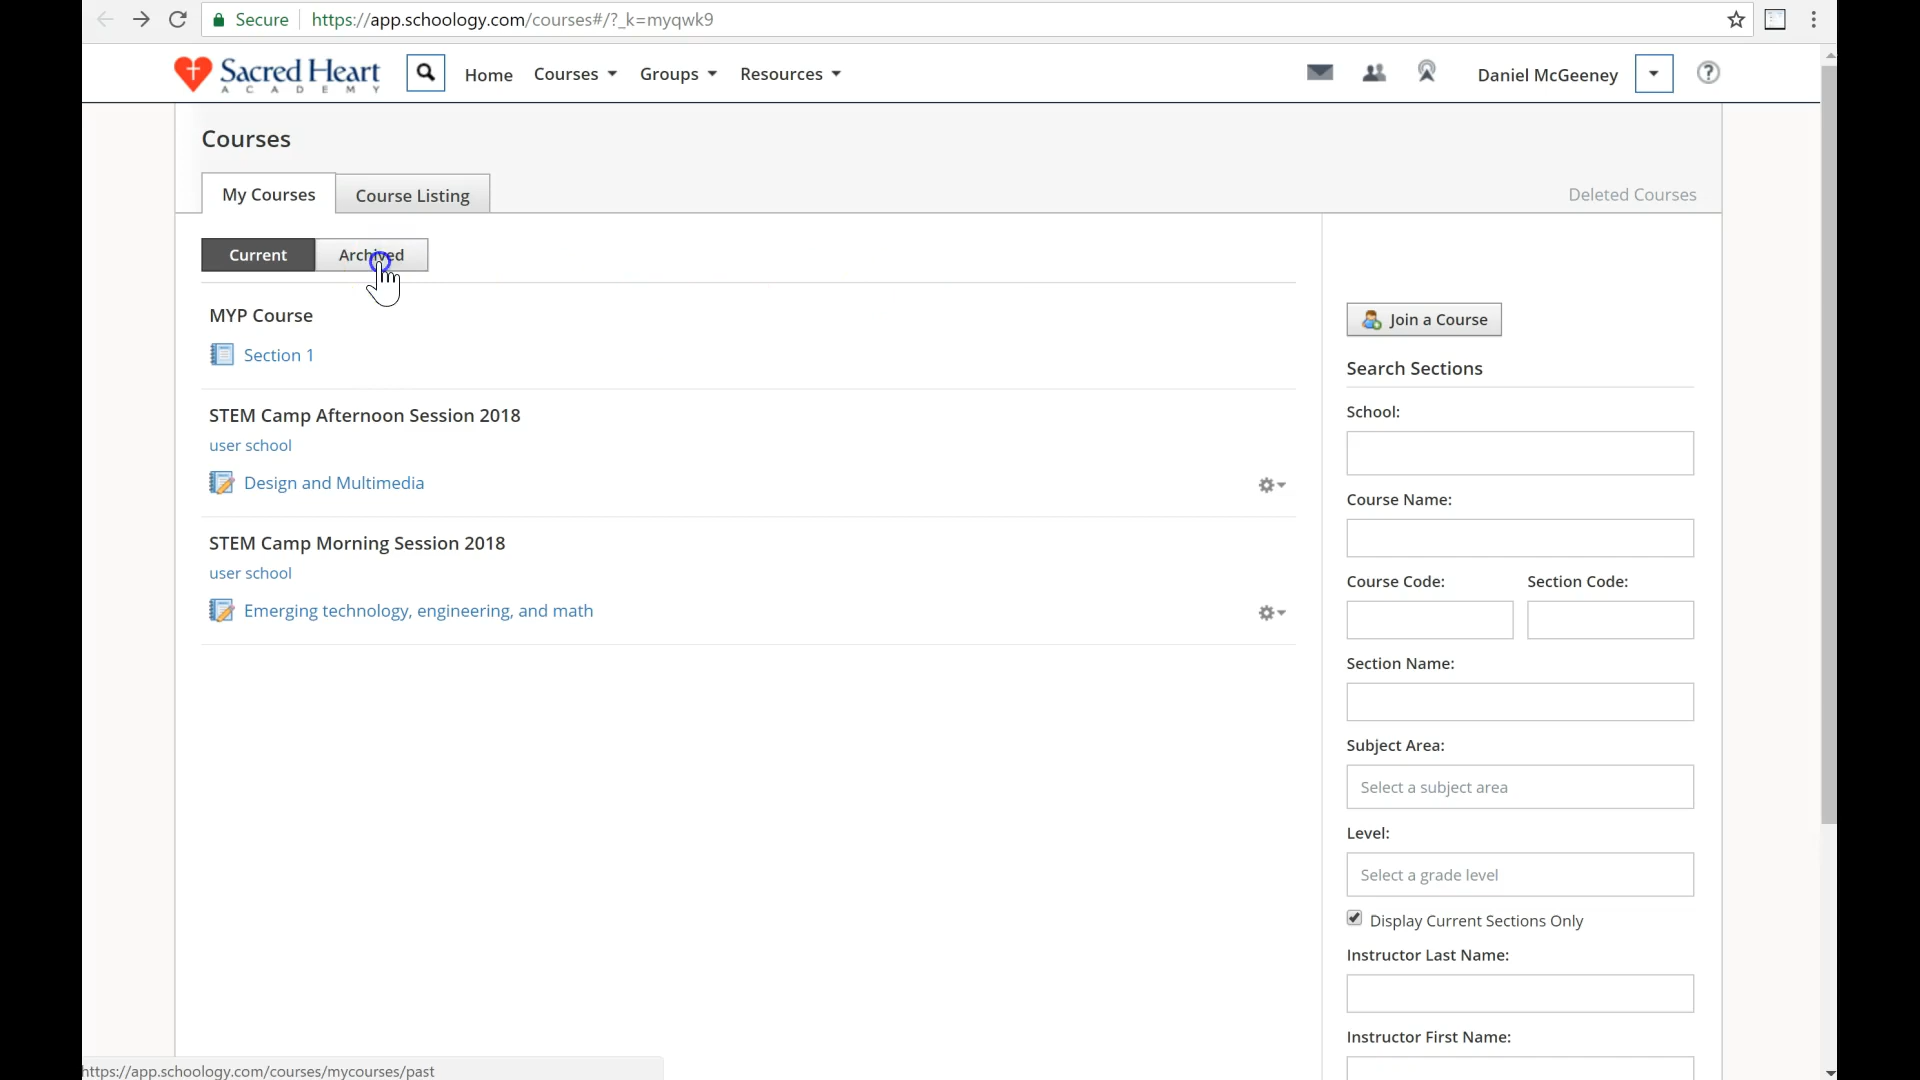 Secure https://app.schoology.com/courses#/?_k=myqwk9
Sacred Heart
ACADEMY
Home Courses Groups Resources Daniel McGeeney
Courses
My Courses Course Listing Deleted Courses
Current Archived
MYP Course
Section 1
STEM Camp Afternoon Session 2018
user school
Design and Multimedia
STEM Camp Morning Session 2018
user school
Emerging technology, engineering, and math
Join a Course
Search Sections
School:
Course Name:
Course Code: Section Code:
Section Name:
Subject Area:
Select a subject area
Level:
Select a grade level
Display Current Sections Only
Instructor Last Name:
Instructor First Name:
https://app.schoology.com/courses/mycourses/past